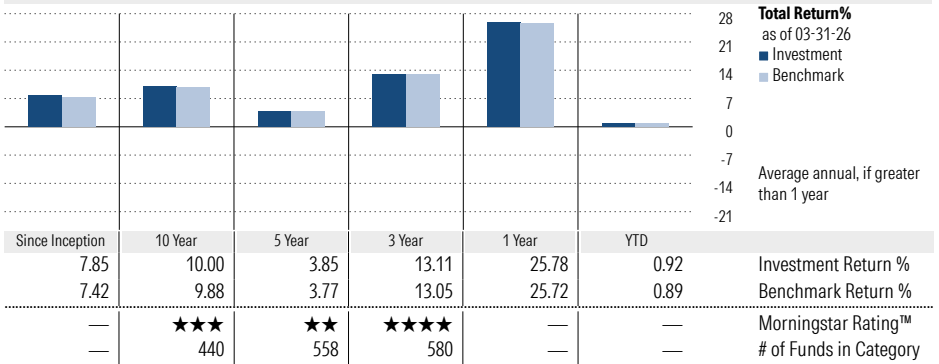 28
21
14
7
0
-7
-14
-21
Total Return%
as of 03-31-26
■ Investment
■ Benchmark
Average annual, if greater
than 1 year
Since Inception 10 Year 5 Year 3 Year 1 Year YTD
7.85 10.00 3.85 13.11 25.78 0.92 Investment Return %
7.42 9.88 3.77 13.05 25.72 0.89 Benchmark Return %
— ★★★ ★★ ★★★★ — — Morningstar Rating™
— 440 558 580 — — # of Funds in Category